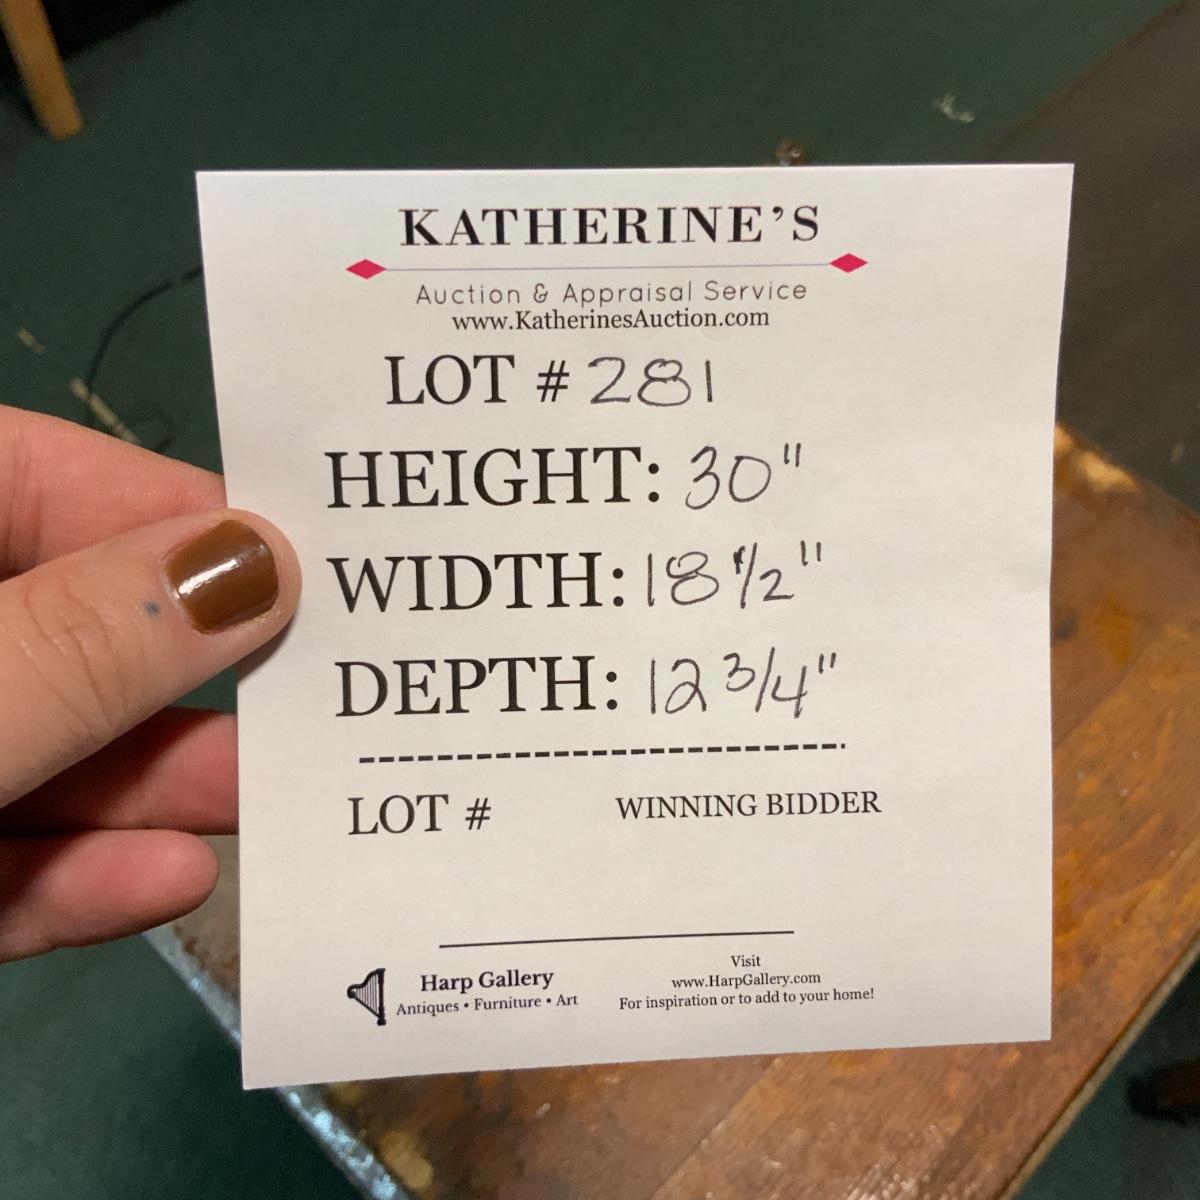 KATHERINE'S
Auction & Appraisal Service
www.KatherinesAuction.com
LOT # 281
HEIGHT: 30"
WIDTH: 18 1/2"
DEPTH: 12 3/4"
LOT # WINNING BIDDER
Harp Gallery
Antiques • Furniture • Art
Visit
www.HarpGallery.com
For inspiration or to add to your home!